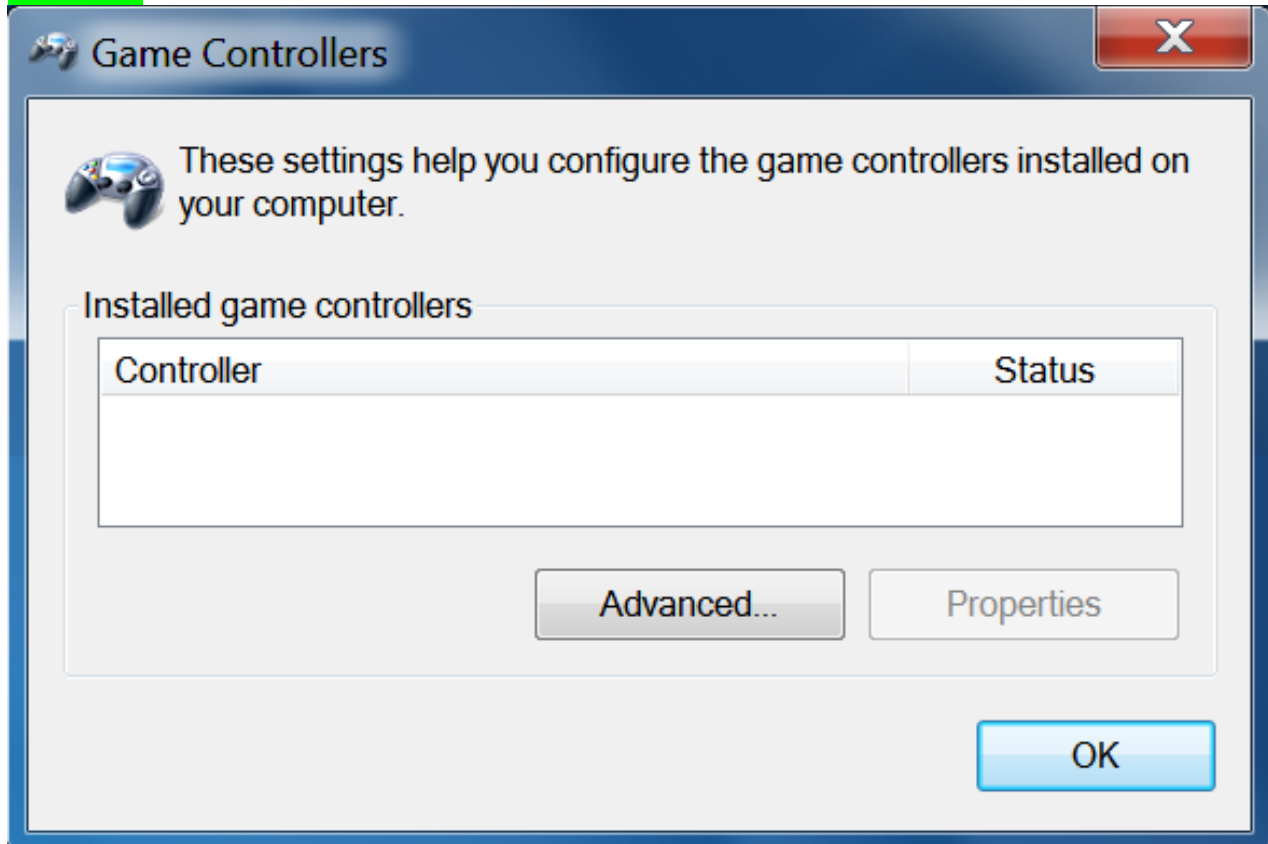 Game Controllers
These settings help you configure the game controllers installed on
your computer.
Installed game controllers
Controller Status
Advanced... Properties
OK